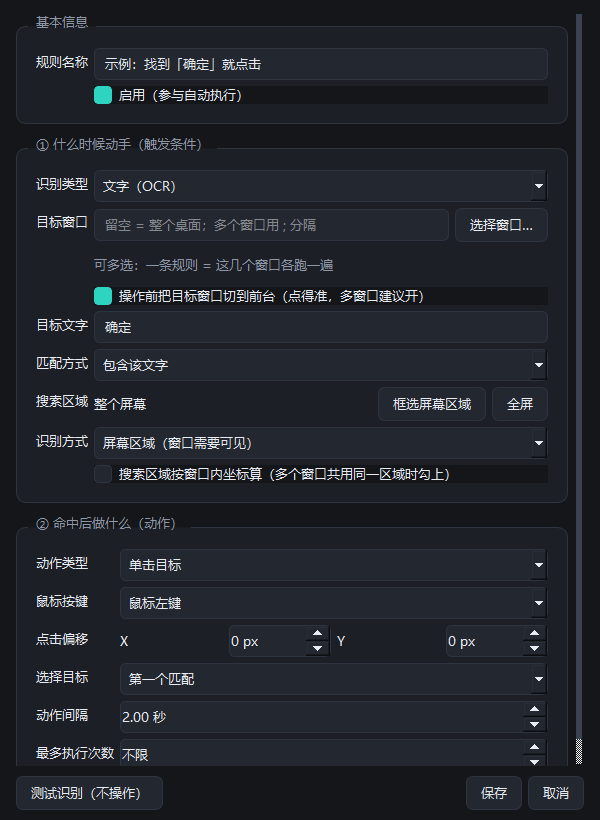 基本信息
规则名称 示例：找到「确定」就点击
启用（参与自动执行）
① 什么时候动手（触发条件）
识别类型 文字（OCR）
目标窗口 留空 = 整个桌面；多个窗口用 ; 分隔 选择窗口...
可多选：一条规则 = 这几个窗口各跑一遍
操作前把目标窗口切到前台（点得准，多窗口建议开）
目标文字 确定
匹配方式 包含该文字
搜索区域 整个屏幕 框选屏幕区域 全屏
识别方式 屏幕区域（窗口需要可见）
搜索区域按窗口内坐标算（多个窗口共用同一区域时勾上）
② 命中后做什么（动作）
动作类型 单击目标
鼠标按键 鼠标左键
点击偏移 X 0 px Y 0 px
选择目标 第一个匹配
动作间隔 2.00 秒
最多执行次数 不限
测试识别（不操作） 保存 取消